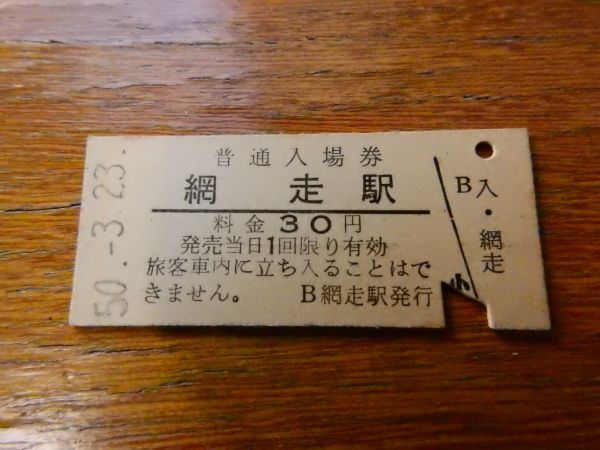 50.-3.23.
普通入場券
網走駅
料金30円
発売当日1回限り有効
旅客車内に立ち入ることはで
きません。 B網走駅発行
B入・網走
小